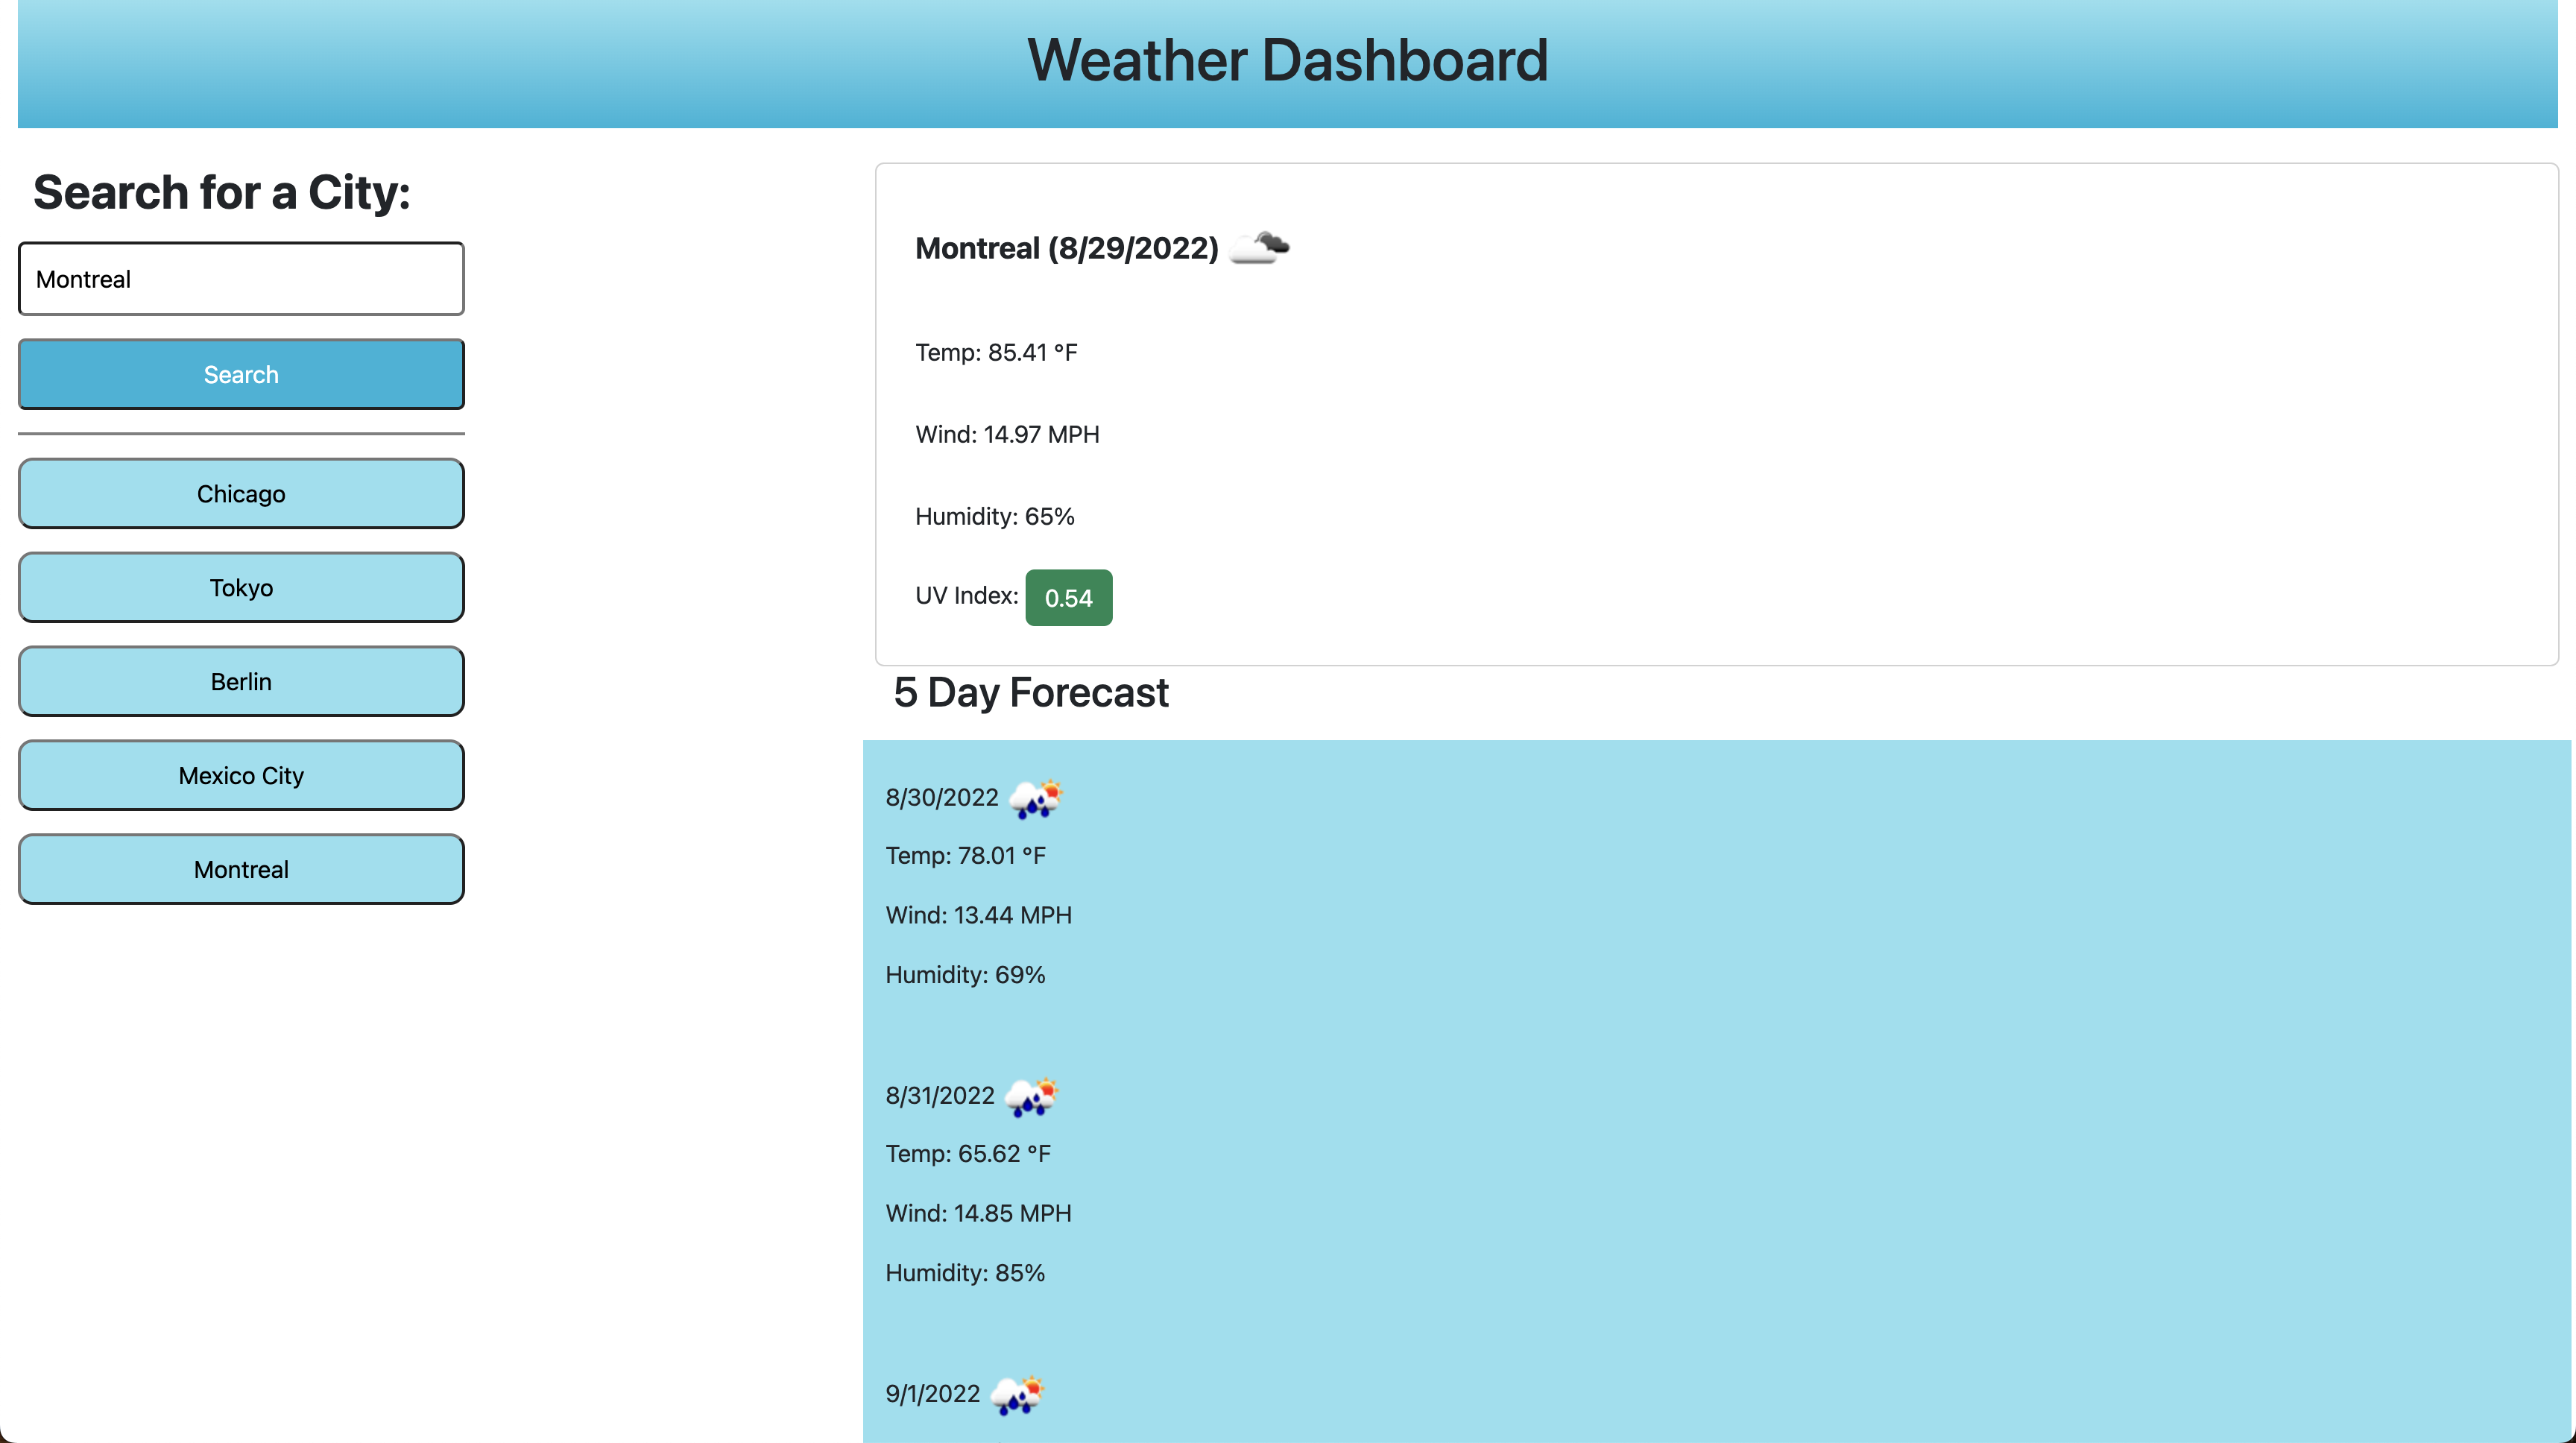 Weather Dashboard
Search for a City:
Montreal
Search
Chicago
Tokyo
Berlin
Mexico City
Montreal
Montreal (8/29/2022)
Temp: 85.41 °F
Wind: 14.97 MPH
Humidity: 65%
UV Index: 0.54
5 Day Forecast
8/30/2022
Temp: 78.01 °F
Wind: 13.44 MPH
Humidity: 69%
8/31/2022
Temp: 65.62 °F
Wind: 14.85 MPH
Humidity: 85%
9/1/2022